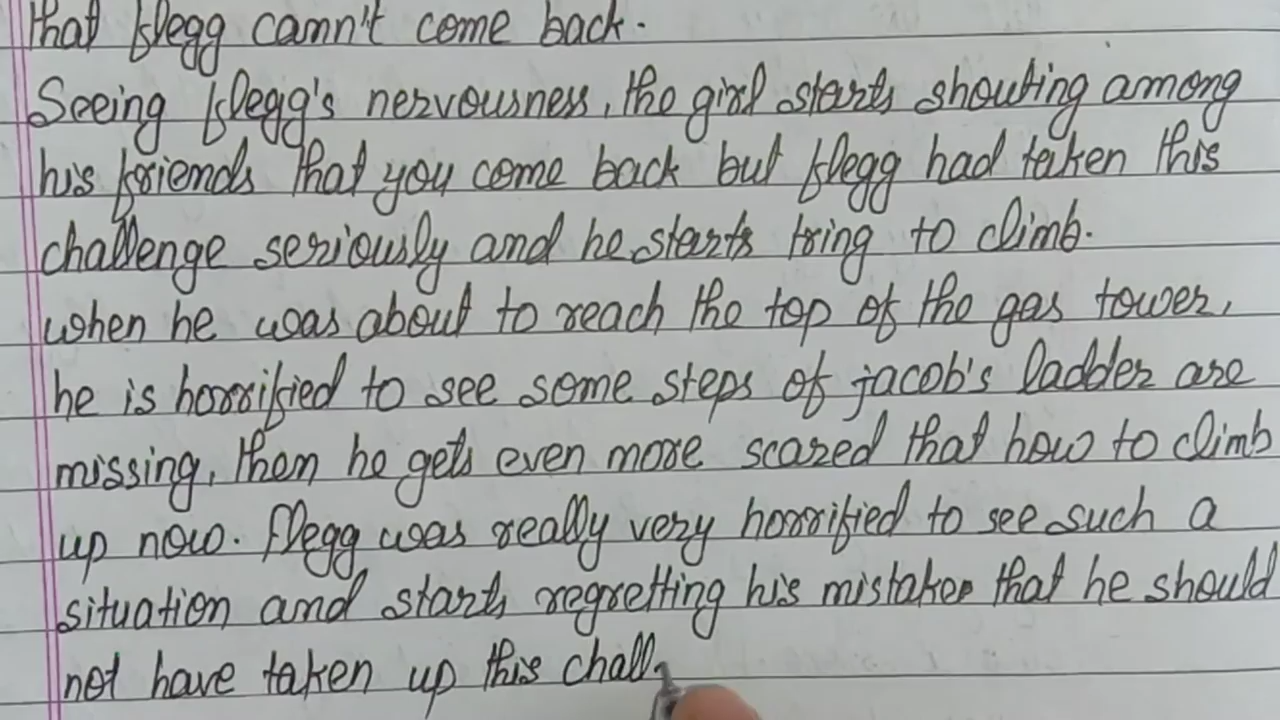 that flegg camn't come back.
Seeing flegg's nervousness, the girl starts shouting among
his friends that you come back but flegg had taken this
challenge seriously and he starts tring to climb.
when he was about to reach the top of the gas tower,
he is horrified to see some steps of jacob's ladder are
missing, then he gets even more scared that how to climb
up now. flegg was really very horrified to see such a
situation and starts regretting his mistakes that he should
not have taken up this chall